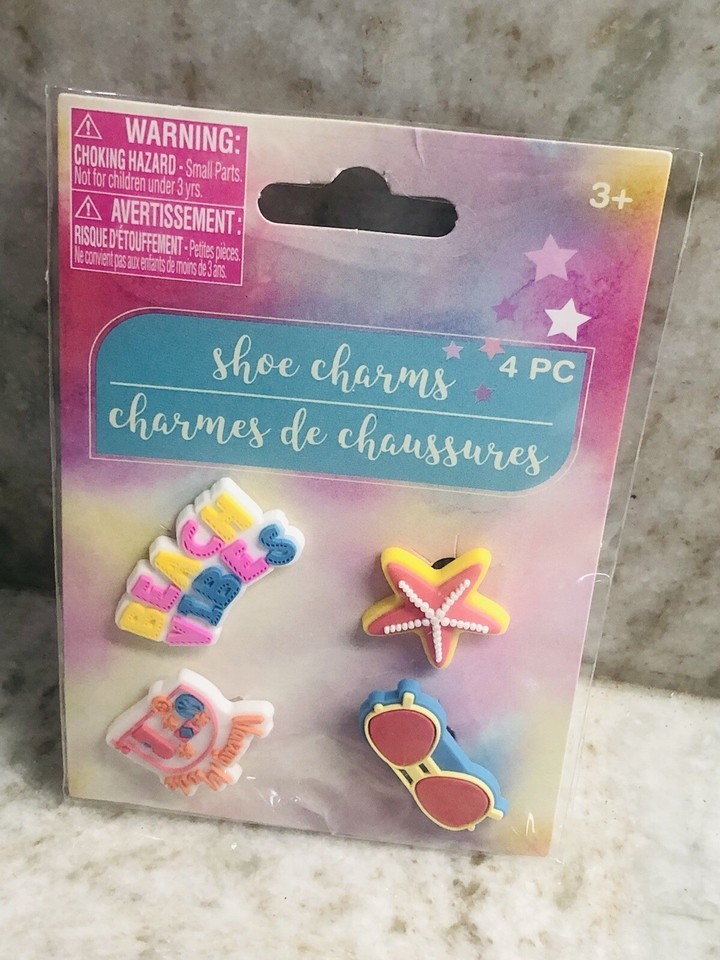 WARNING:
CHOKING HAZARD - Small Parts.
Not for children under 3 yrs.
AVERTISSEMENT :
RISQUE D'ÉTOUFFEMENT - Petites pièces.
Ne convient pas aux enfants de moins de 3 ans.
3+
shoe charms
4 PC
charmes de chaussures
BEACH
VIBES